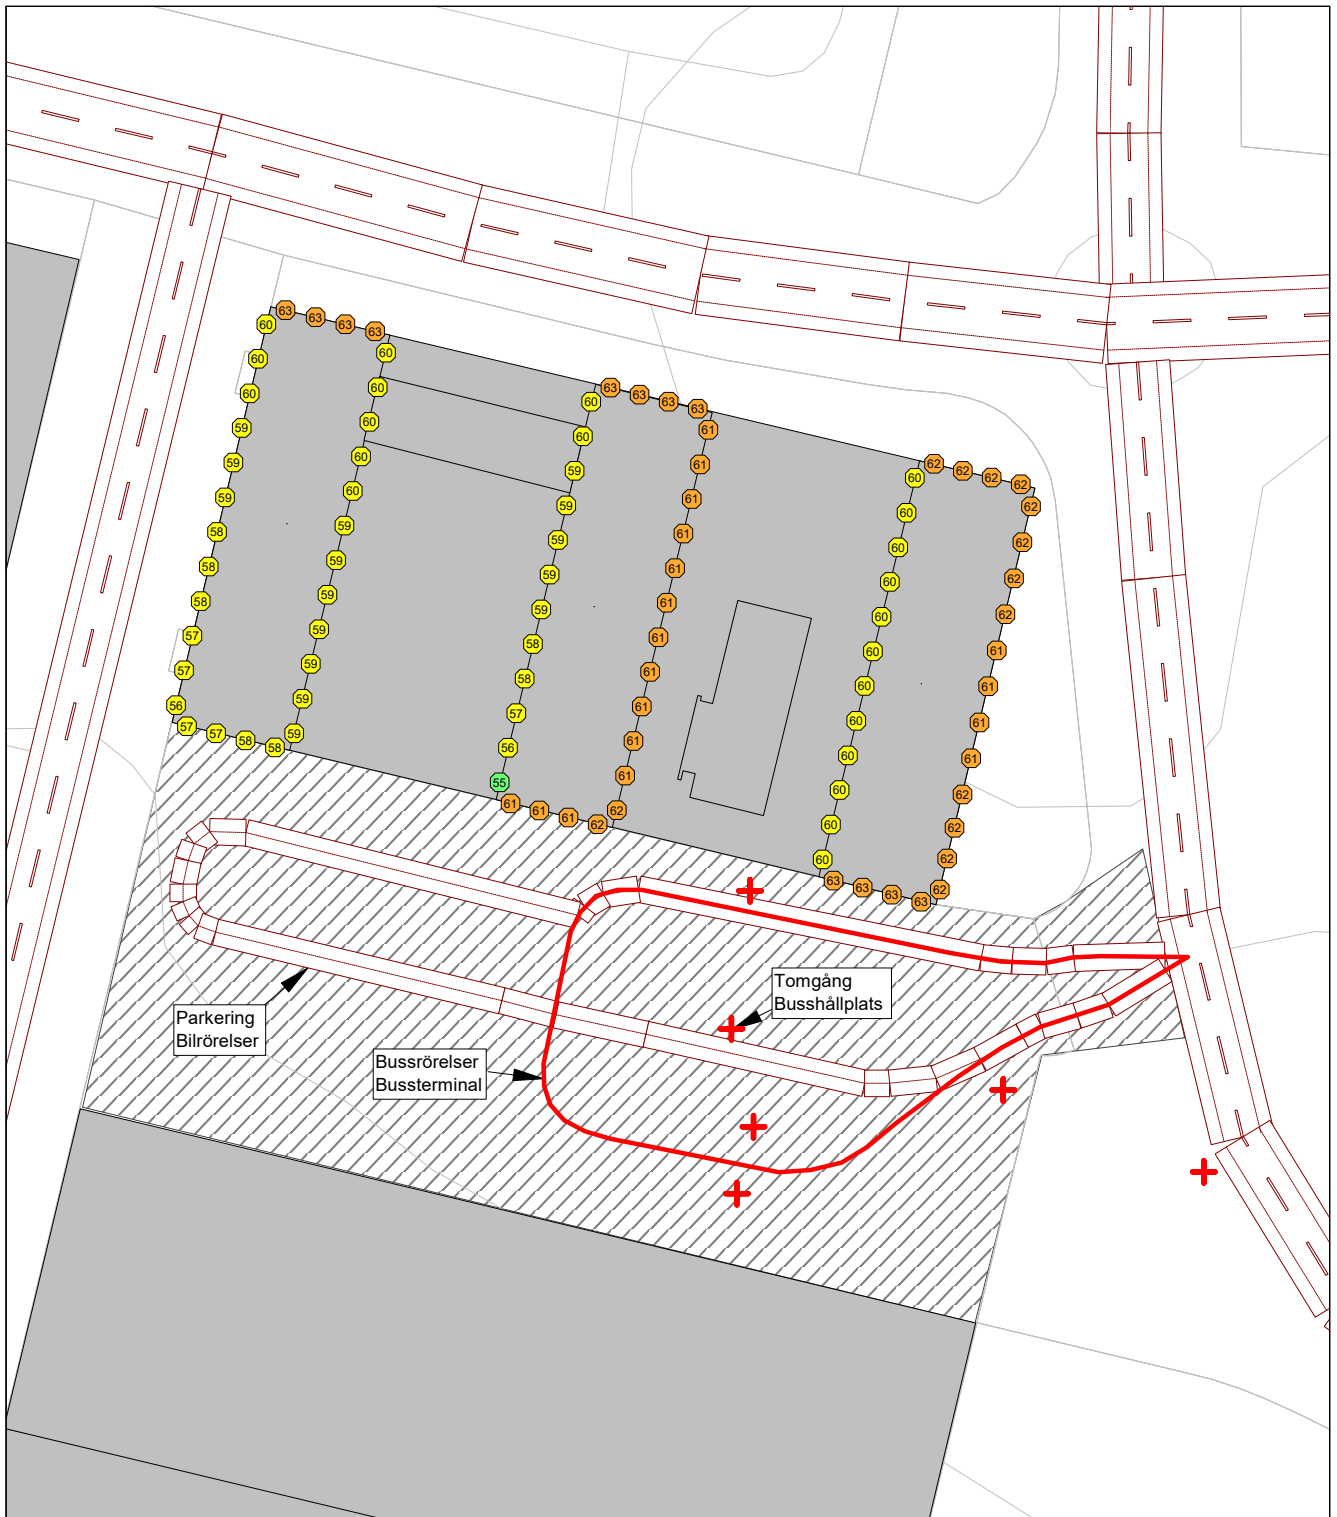 63 63 63 63
60 60 60 59 59 59 58 58 58 57 57 56
57 57 58 58
60 60 60 60 60 59 59 59 59 59 59 59
63 63 63 63
60 60 59 59 59 59 59 58 58 57 56 55
61 61 61 62
61 61 61 61 61 61 61 61 61 61 61 62
62 62 62 62
60 60 60 60 60 60 60 60 60 60 60 60
63 63 63 63
62 62 62 62 61 61 61 61 62 62 62 62
Tomgång
Busshållplats
Parkering
Bilrörelser
Bussrörelser
Bussterminal